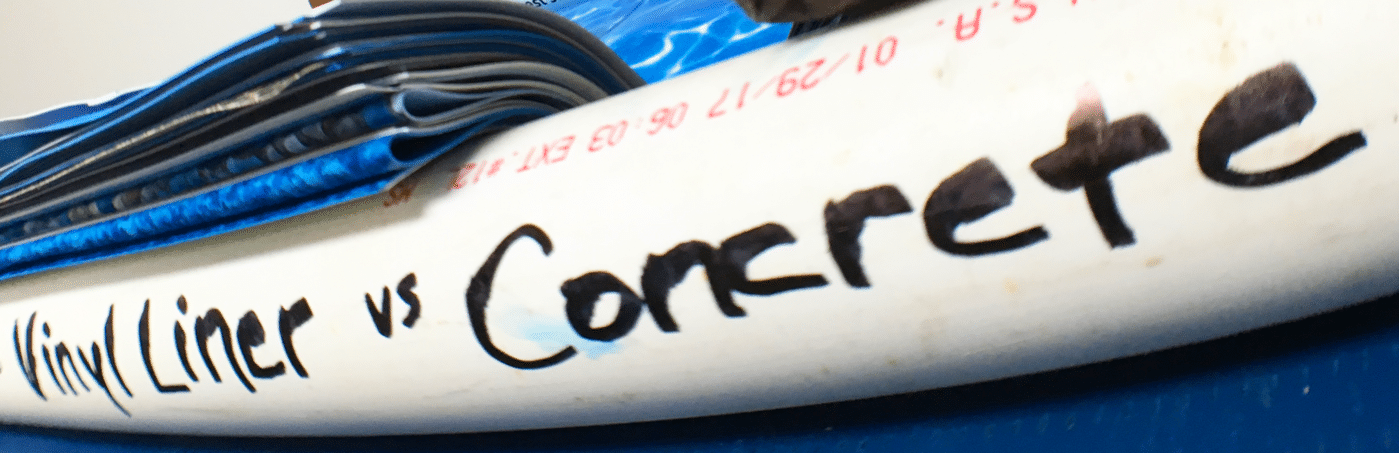 Vinyl Liner vs Concrete
S.A. 01/29/17 06:03 EXT.#12